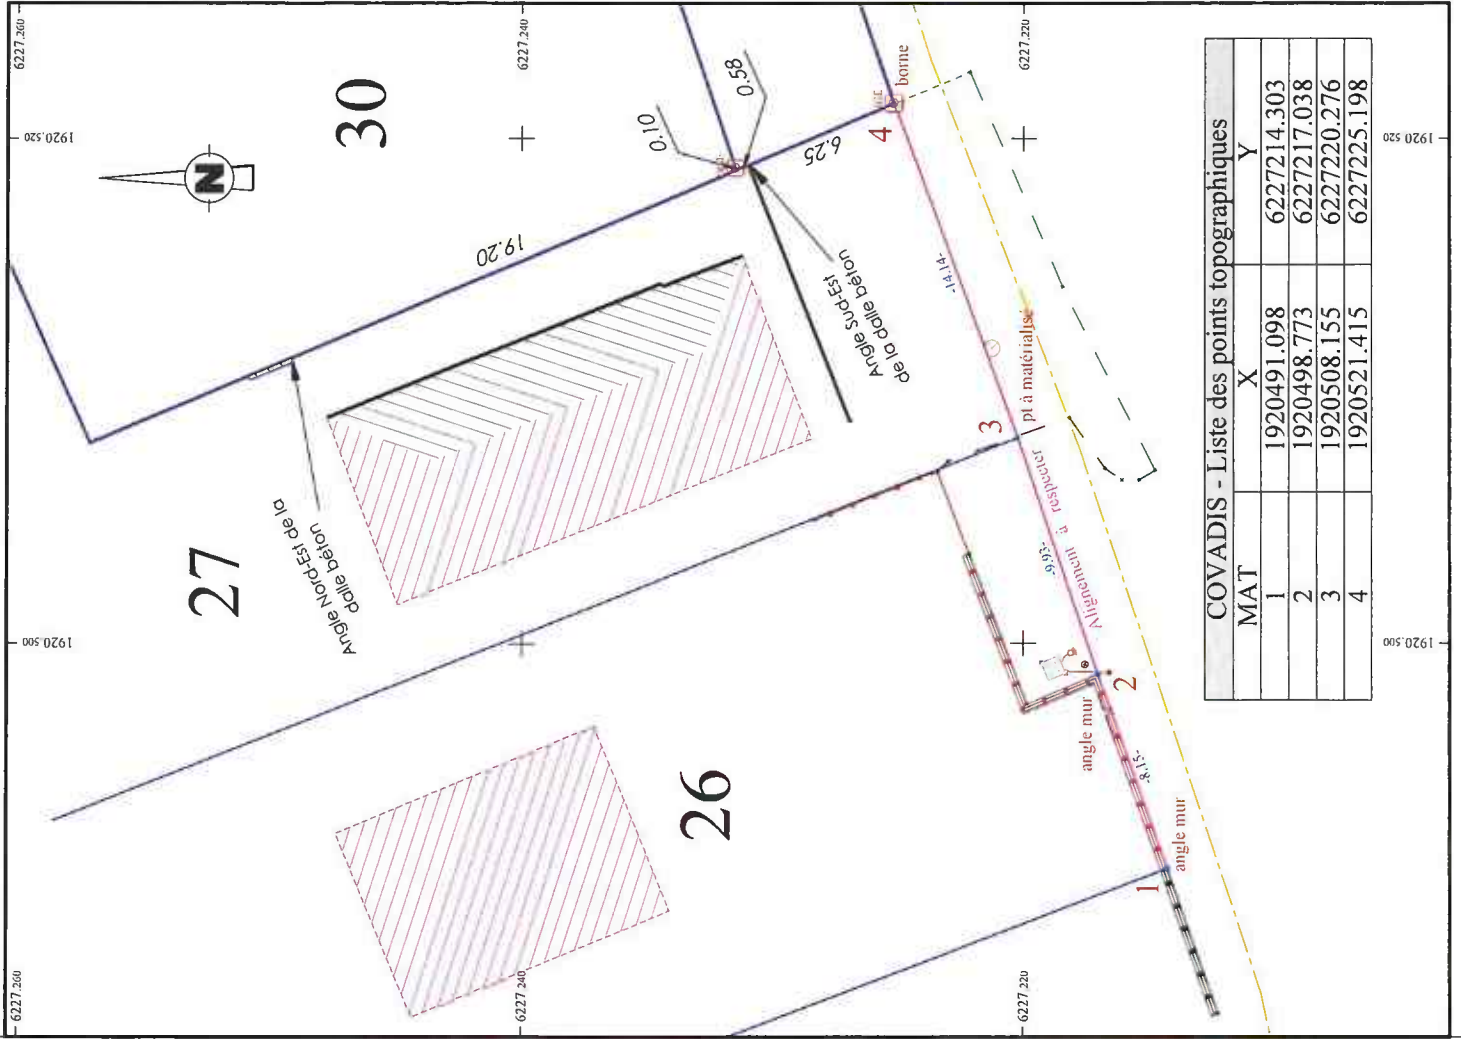 6227.260
6227.240
6227.220
1920.520
1920.520
30
N
0.10
0.58
borne
4
6.25
19.20
-14.14-
Angle Sud-Est
de la dalle béton
pt à matérialisé
3
27
Angle Nord-Est de la
dalle béton
Alignement à respecter
-9.93-
1920.500
1920.500
2
angle mur
26
-8.15-
angle mur
1
6227.260
6227.240
6227.220
COVADIS - Liste des points topographiques
MAT X Y
1 1920491.098 6227214.303
2 1920498.773 6227217.038
3 1920508.155 6227220.276
4 1920521.415 6227225.198